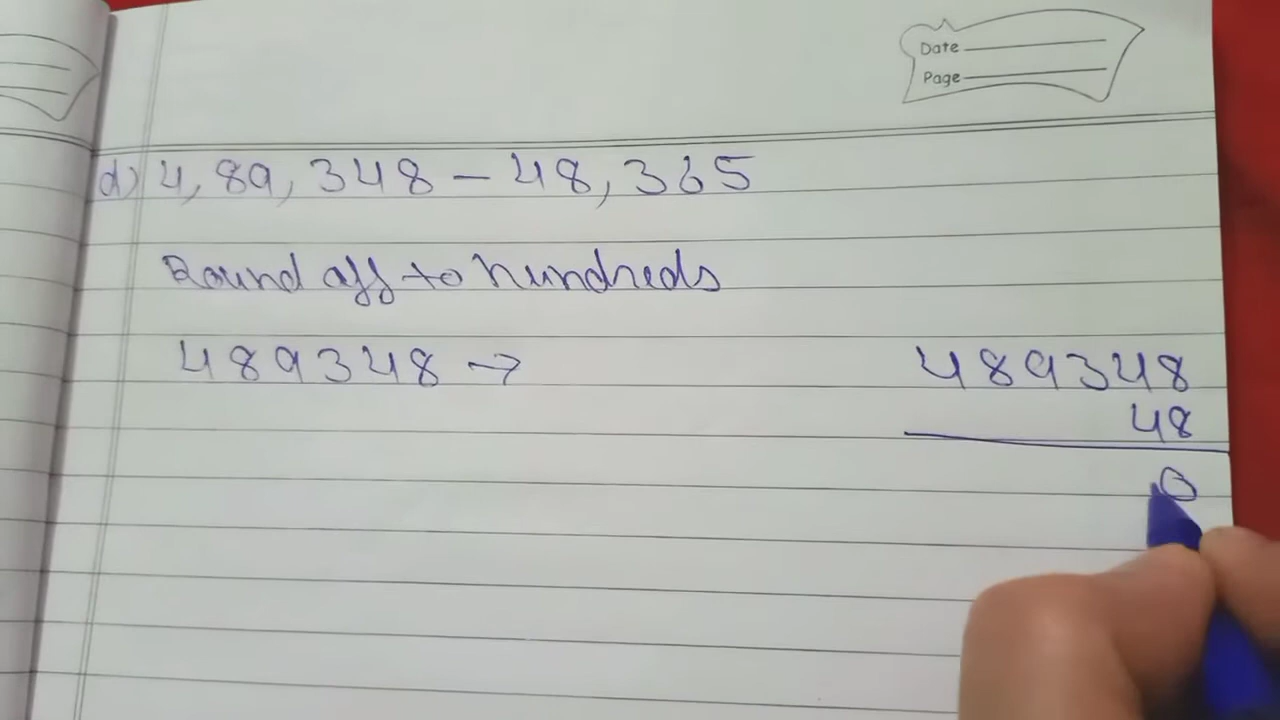 Date
Page
d) 4,89,348 - 48,365
Round off to hundreds
489348 →
489348
48
0